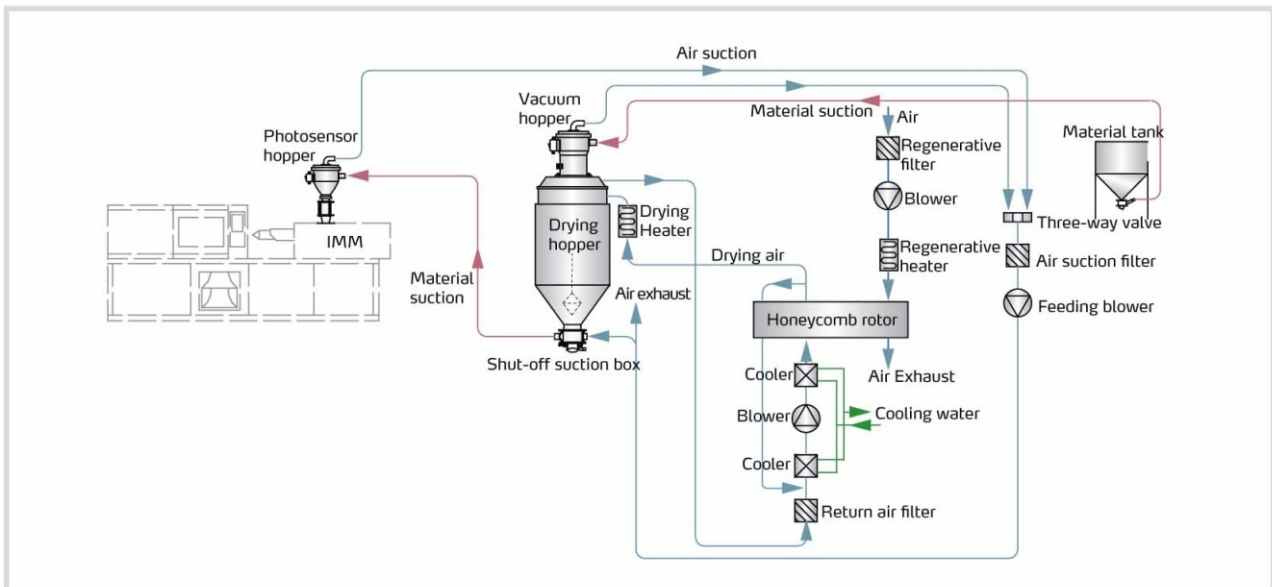 Air suction
Vacuum
hopper
Material suction
Air
Photosensor
hopper
Regenerative
filter
Material tank
Blower
Drying
Heater
Three-way valve
IMM
Drying
hopper
Regenerative
heater
Air suction filter
Drying air
Material
suction
Air exhaust
Feeding blower
Honeycomb rotor
Shut-off suction box
Cooler
Air Exhaust
Blower
Cooling water
Cooler
Return air filter